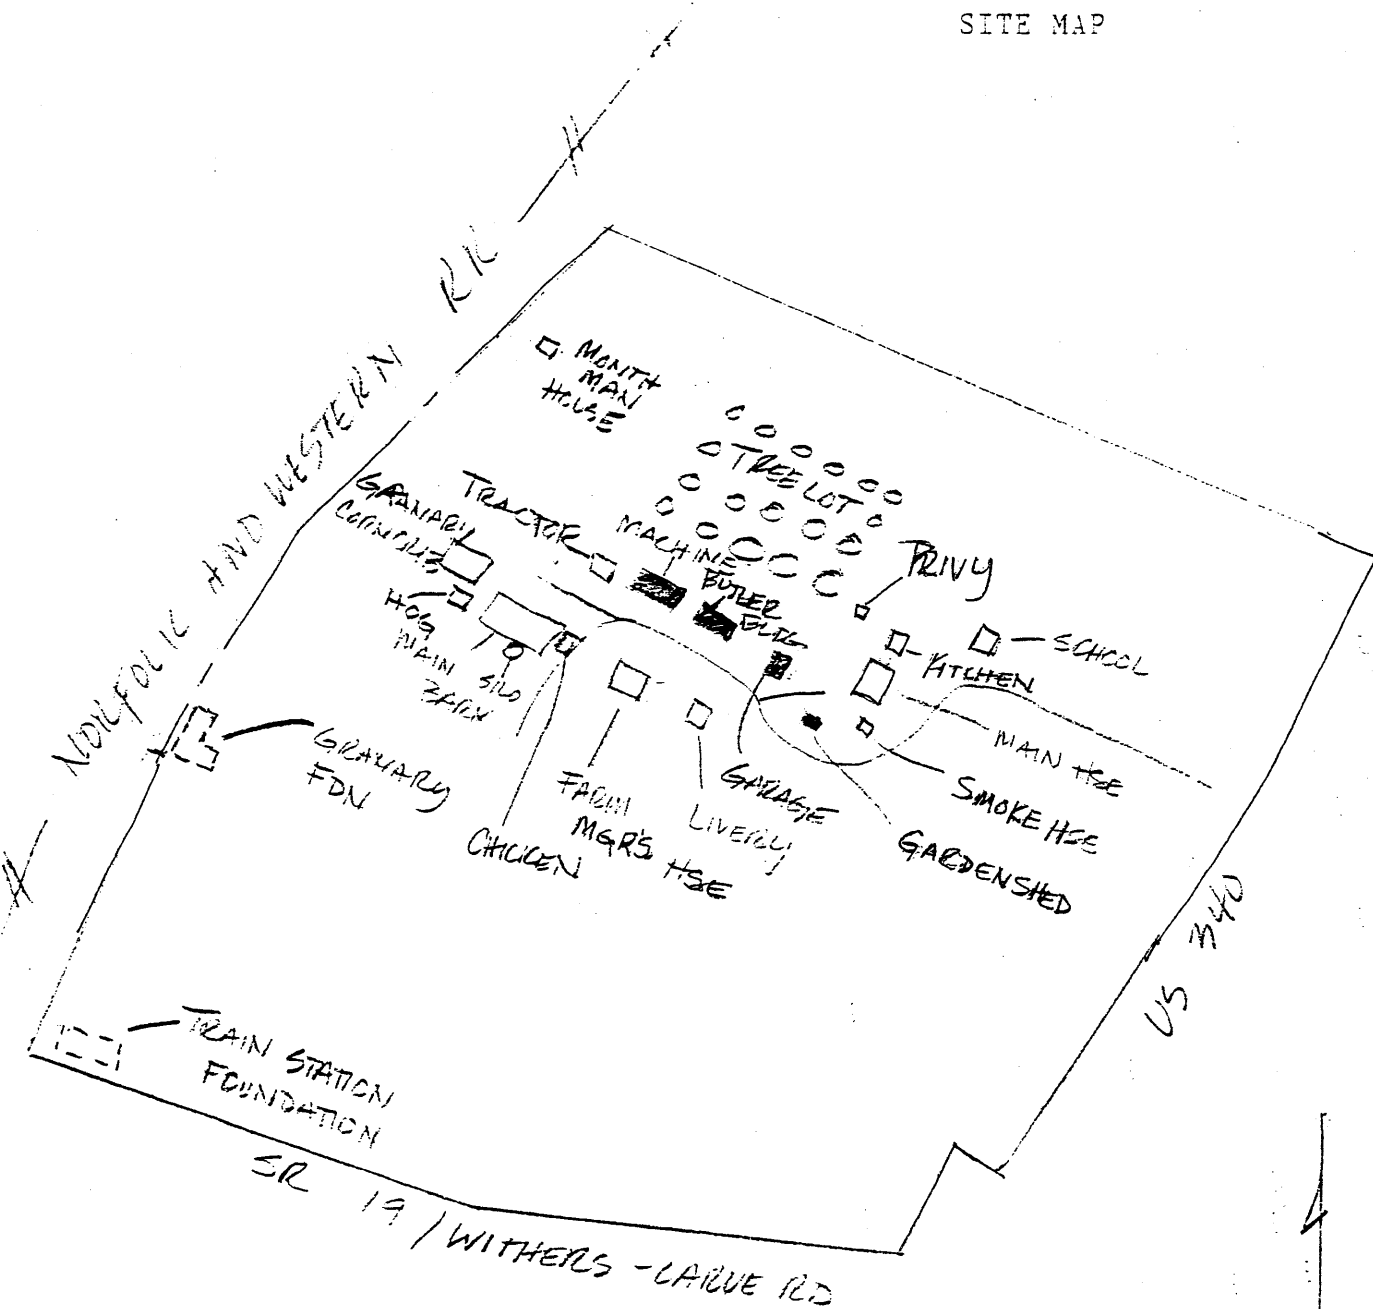 SITE MAP
NORFOLK AND WESTERN RR
MONTH
MAN
HOUSE
TREE LOT
GRANARY
CORNCRIB
TRACTOR
MACHINE
BUTLER
BLDG
PRIVY
HOG
MAIN
BARN
SILO
KITCHEN
SCHOOL
GRANARY
FDN
CHICKEN
FARM
MGR'S HSE
LIVERY
GARAGE
MAIN HSE
SMOKE HSE
GARDEN SHED
US 340
TRAIN STATION
FOUNDATION
SR 19 / WITHERS - LARUE RD